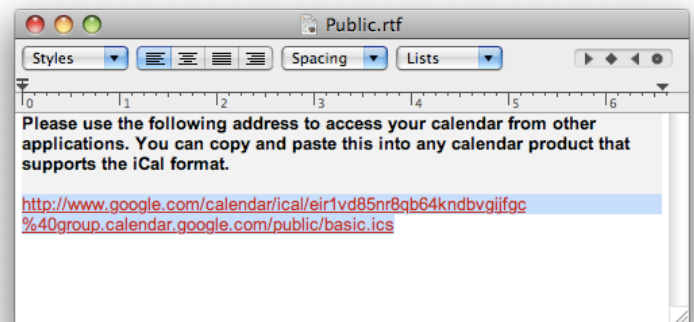 Public.rtf
Styles Spacing Lists
0 1 2 3 4 5 6
Please use the following address to access your calendar from other
applications. You can copy and paste this into any calendar product that
supports the iCal format.
http://www.google.com/calendar/ical/eir1vd85nr8qb64kndbvgijfgc
%40group.calendar.google.com/public/basic.ics